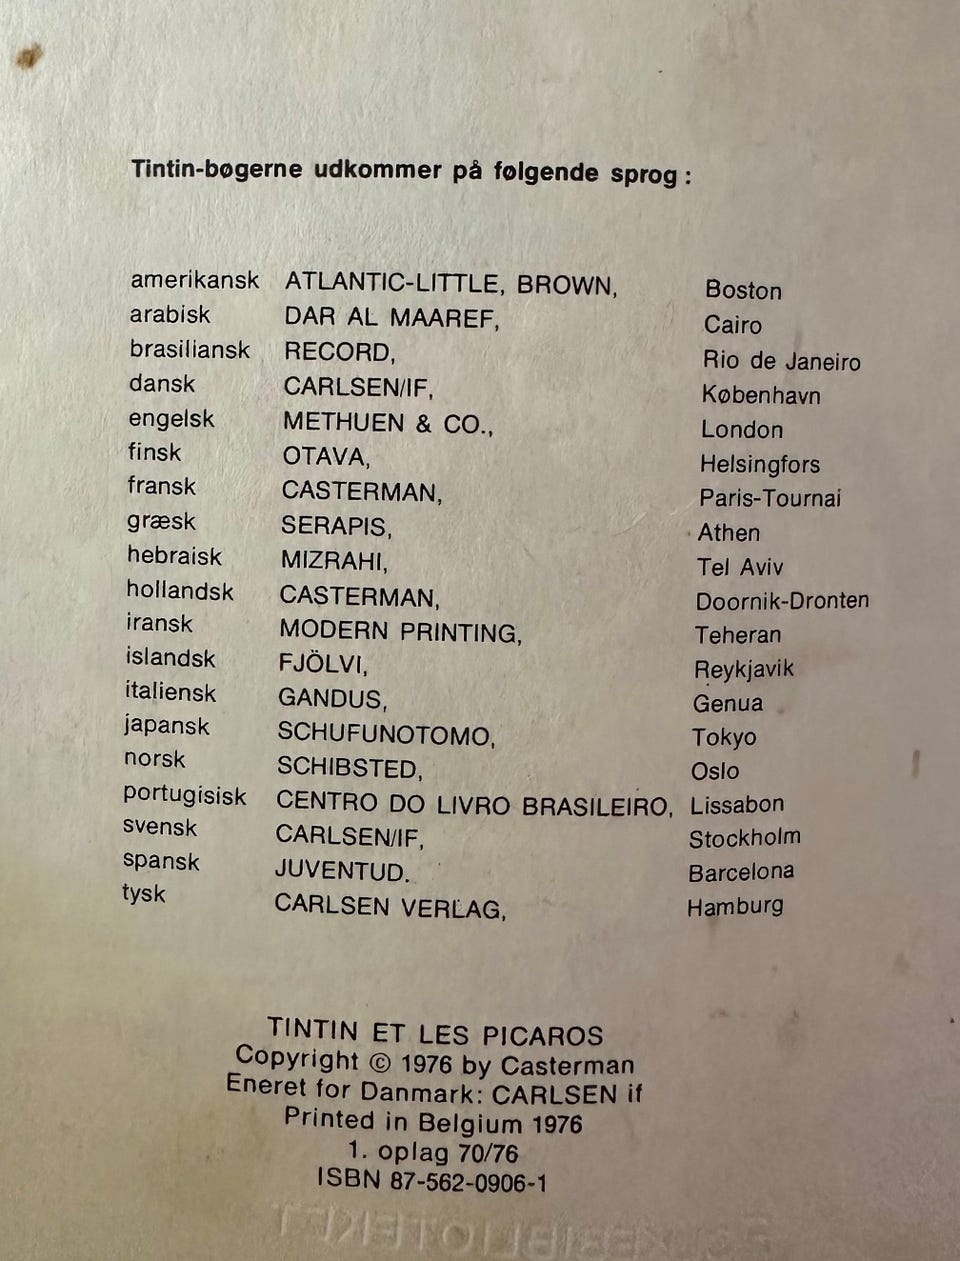 Tintin-bøgerne udkommer på følgende sprog :
amerikansk ATLANTIC-LITTLE, BROWN, Boston
arabisk DAR AL MAAREF, Cairo
brasiliansk RECORD, Rio de Janeiro
dansk CARLSEN/IF, København
engelsk METHUEN & CO., London
finsk OTAVA, Helsingfors
fransk CASTERMAN, Paris-Tournai
græsk SERAPIS, Athen
hebraisk MIZRAHI, Tel Aviv
hollandsk CASTERMAN, Doornik-Dronten
iransk MODERN PRINTING, Teheran
islandsk FJÖLVI, Reykjavik
italiensk GANDUS, Genua
japansk SCHUFUNOTOMO, Tokyo
norsk SCHIBSTED, Oslo
portugisisk CENTRO DO LIVRO BRASILEIRO, Lissabon
svensk CARLSEN/IF, Stockholm
spansk JUVENTUD. Barcelona
tysk CARLSEN VERLAG, Hamburg
TINTIN ET LES PICAROS
Copyright © 1976 by Casterman
Eneret for Danmark: CARLSEN if
Printed in Belgium 1976
1. oplag 70/76
ISBN 87-562-0906-1